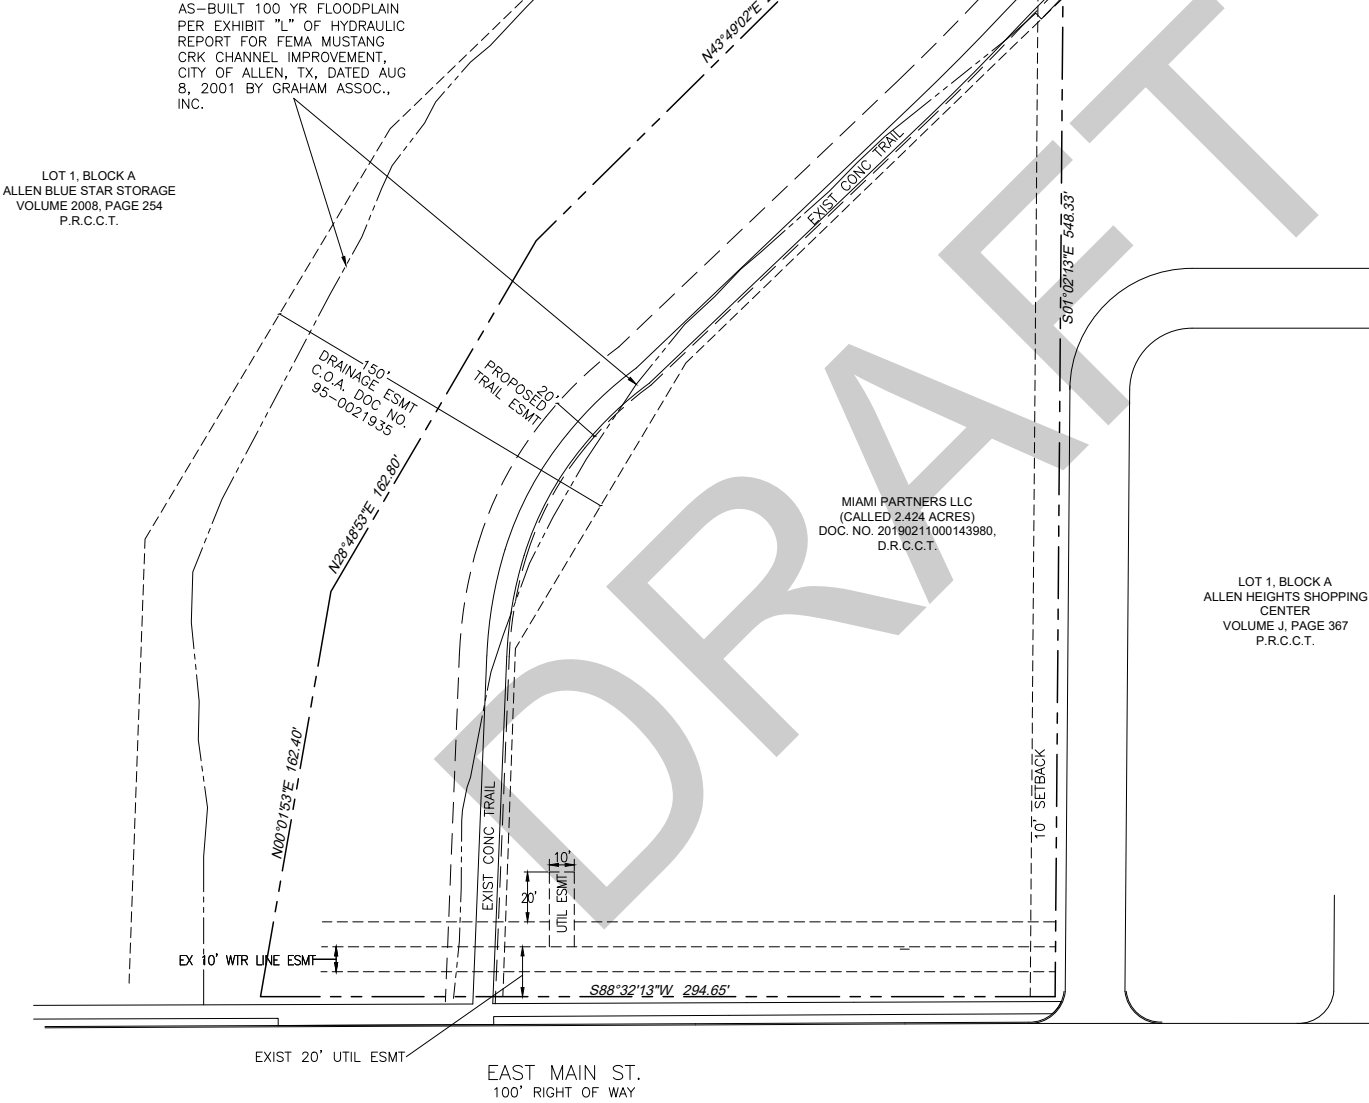 AS-BUILT 100 YR FLOODPLAIN
PER EXHIBIT "L" OF HYDRAULIC
REPORT FOR FEMA MUSTANG
CRK CHANNEL IMPROVEMENT,
CITY OF ALLEN, TX, DATED AUG
8, 2001 BY GRAHAM ASSOC.,
INC.
N43°49'02"E
LOT 1, BLOCK A
ALLEN BLUE STAR STORAGE
VOLUME 2008, PAGE 254
P.R.C.C.T.
EXIST CONC TRAIL
S01°02'13"E 548.33'
150'
DRAINAGE ESMT
C.O.A. DOC NO.
95-0021935
20'
PROPOSED
TRAIL ESMT
N28°48'53"E 162.80'
MIAMI PARTNERS LLC
(CALLED 2.424 ACRES)
DOC. NO. 20190211000143980,
D.R.C.C.T.
LOT 1, BLOCK A
ALLEN HEIGHTS SHOPPING
CENTER
VOLUME J, PAGE 367
P.R.C.C.T.
DRAFT
N00°01'53"E 162.40'
EXIST CONC TRAIL
10' SETBACK
10'
20'
UTIL ESMT
EX 10' WTR LINE ESMT
S88°32'13"W 294.65'
EXIST 20' UTIL ESMT
EAST MAIN ST.
100' RIGHT OF WAY